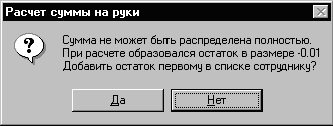 Расчет суммы на руки
Сумма не может быть распределена полностью.
При расчете образовался остаток в размере -0.01
Добавить остаток первому в списке сотруднику?
Да
Нет